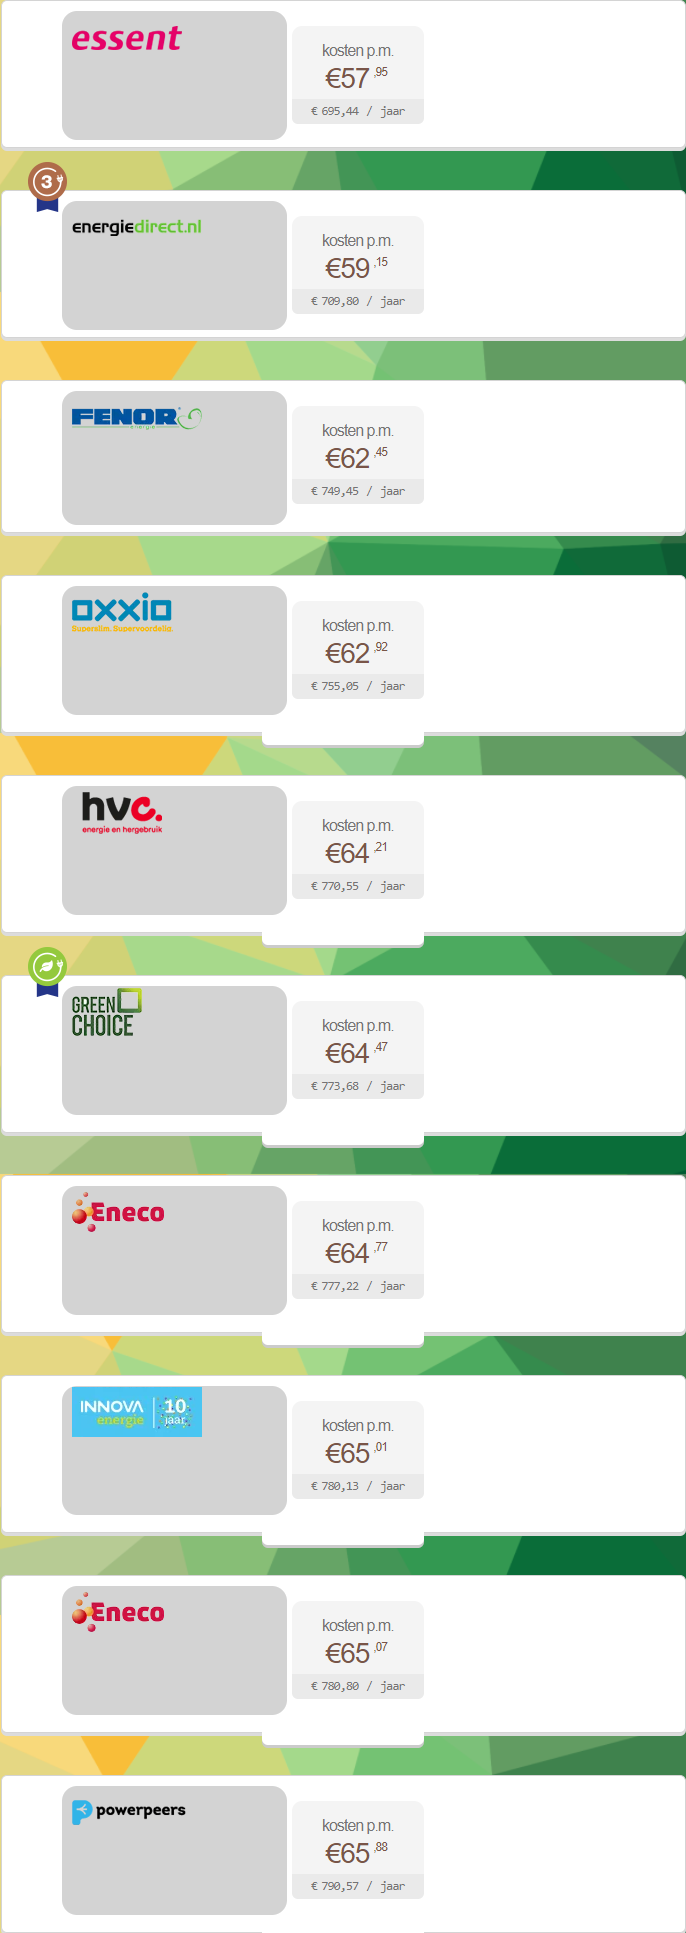 essent
kosten p.m.
€57,95
€ 695,44 / jaar
3
energiedirect.nl
kosten p.m.
€59,15
€ 709,80 / jaar
FENOR
energie
kosten p.m.
€62,45
€ 749,45 / jaar
oxxio
Superslim. Supervoordelig.
kosten p.m.
€62,92
€ 755,05 / jaar
hvc.
energie en hergebruik
kosten p.m.
€64,21
€ 770,55 / jaar
GREEN
CHOICE
kosten p.m.
€64,47
€ 773,68 / jaar
Eneco
kosten p.m.
€64,77
€ 777,22 / jaar
INNOVA 10
energie jaar
kosten p.m.
€65,01
€ 780,13 / jaar
Eneco
kosten p.m.
€65,07
€ 780,80 / jaar
powerpeers
kosten p.m.
€65,88
€ 790,57 / jaar